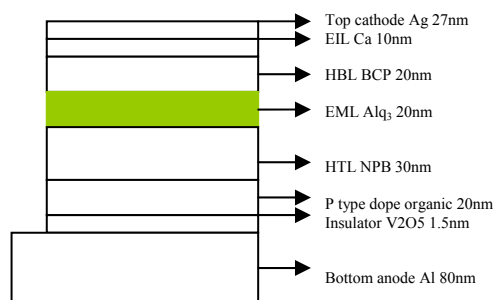 Top cathode Ag 27nm
EIL Ca 10nm
HBL BCP 20nm
EML Alq₃ 20nm
HTL NPB 30nm
P type dope organic 20nm
Insulator V2O5 1.5nm
Bottom anode Al 80nm